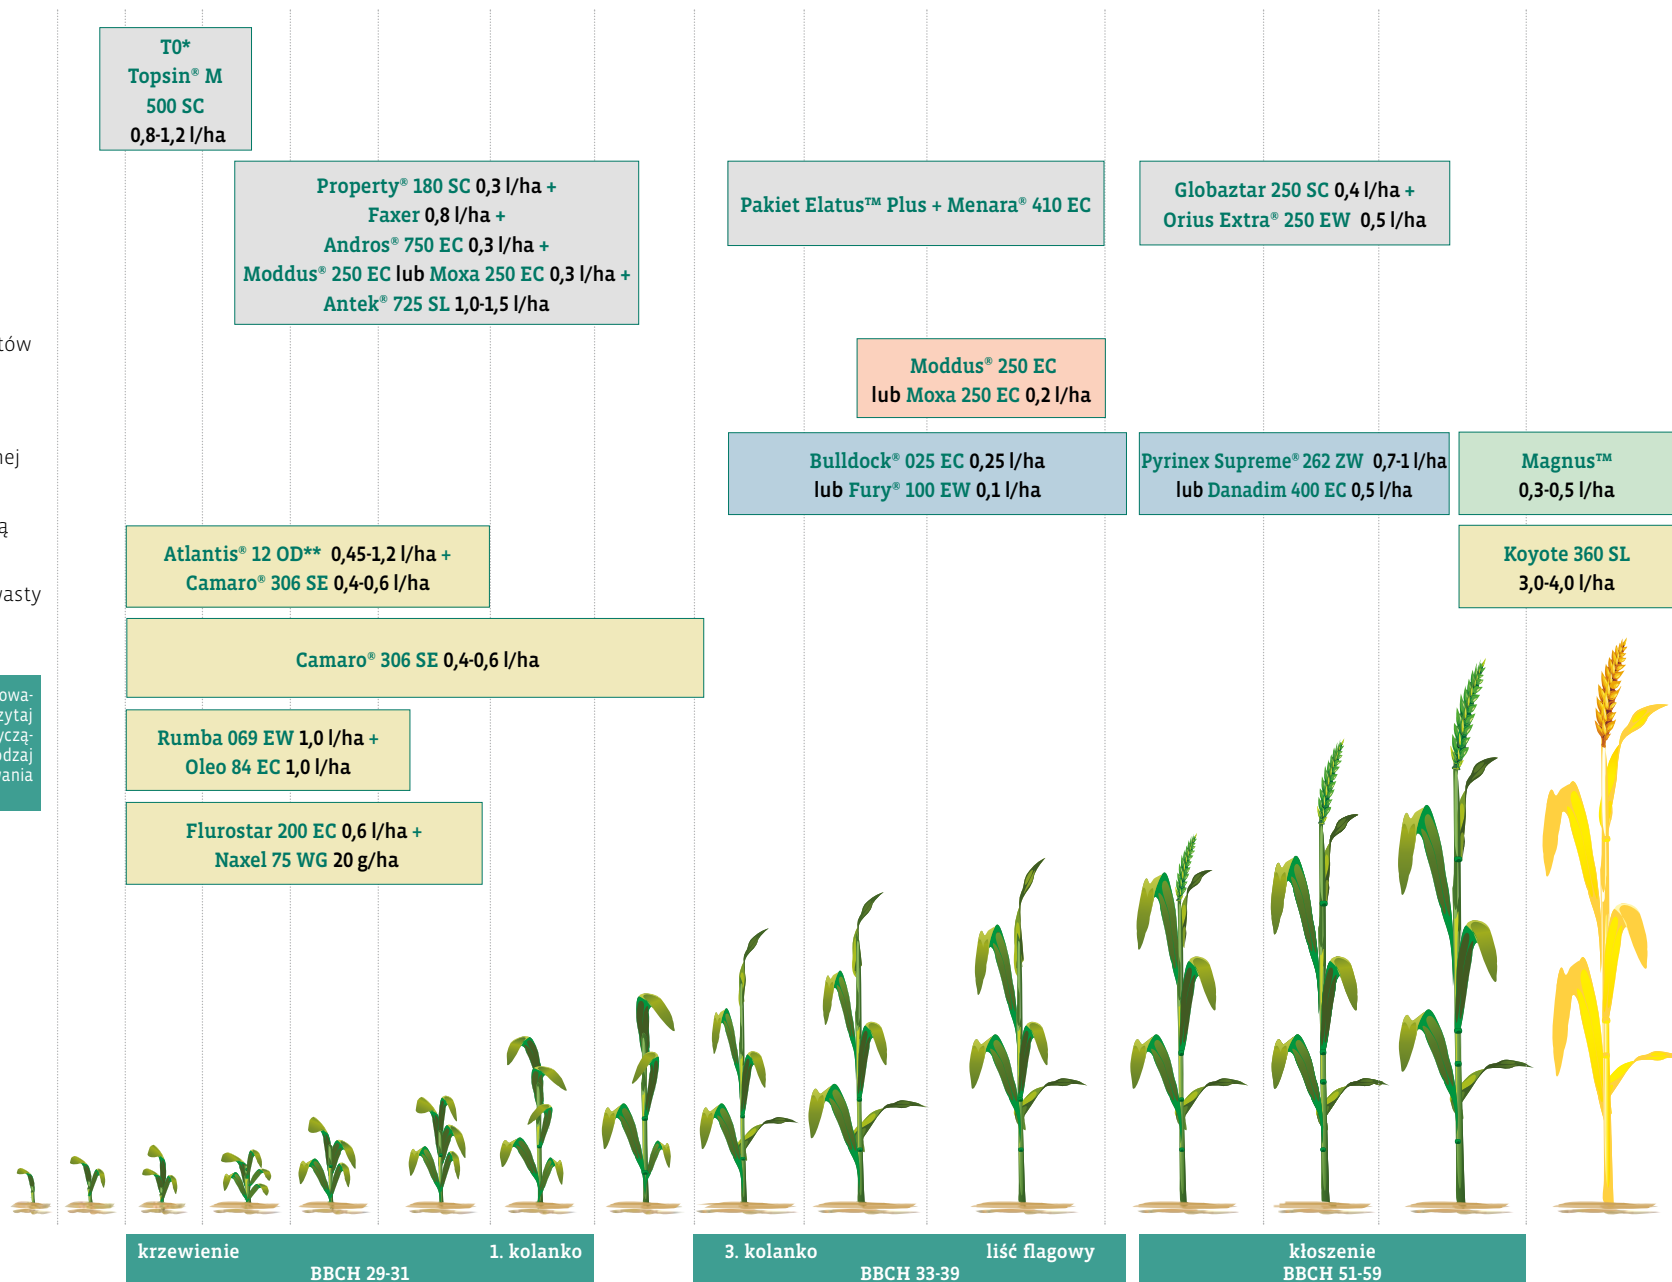 T0*
Topsin® M
500 SC
0,8-1,2 l/ha
Property® 180 SC 0,3 l/ha +
Faxer 0,8 l/ha +
Andros® 750 EC 0,3 l/ha +
Moddus® 250 EC lub Moxa 250 EC 0,3 l/ha +
Antek® 725 SL 1,0-1,5 l/ha
Pakiet Elatus™ Plus + Menara® 410 EC
Globaztar 250 SC 0,4 l/ha +
Orius Extra® 250 EW 0,5 l/ha
tów
Moddus® 250 EC
lub Moxa 250 EC 0,2 l/ha
nej
Bulldock® 025 EC 0,25 l/ha
lub Fury® 100 EW 0,1 l/ha
Pyrinex Supreme® 262 ZW 0,7-1 l/ha
lub Danadim 400 EC 0,5 l/ha
Magnus™
0,3-0,5 l/ha
ą
Atlantis® 12 OD** 0,45-1,2 l/ha +
Camaro® 306 SE 0,4-0,6 l/ha
Koyote 360 SL
3,0-4,0 l/ha
wasty
Camaro® 306 SE 0,4-0,6 l/ha
owa-
zytaj
yczą-
odzaj
wania
Rumba 069 EW 1,0 l/ha +
Oleo 84 EC 1,0 l/ha
Flurostar 200 EC 0,6 l/ha +
Naxel 75 WG 20 g/ha
krzewienie 1. kolanko
BBCH 29-31
3. kolanko liść flagowy
BBCH 33-39
kłoszenie
BBCH 51-59